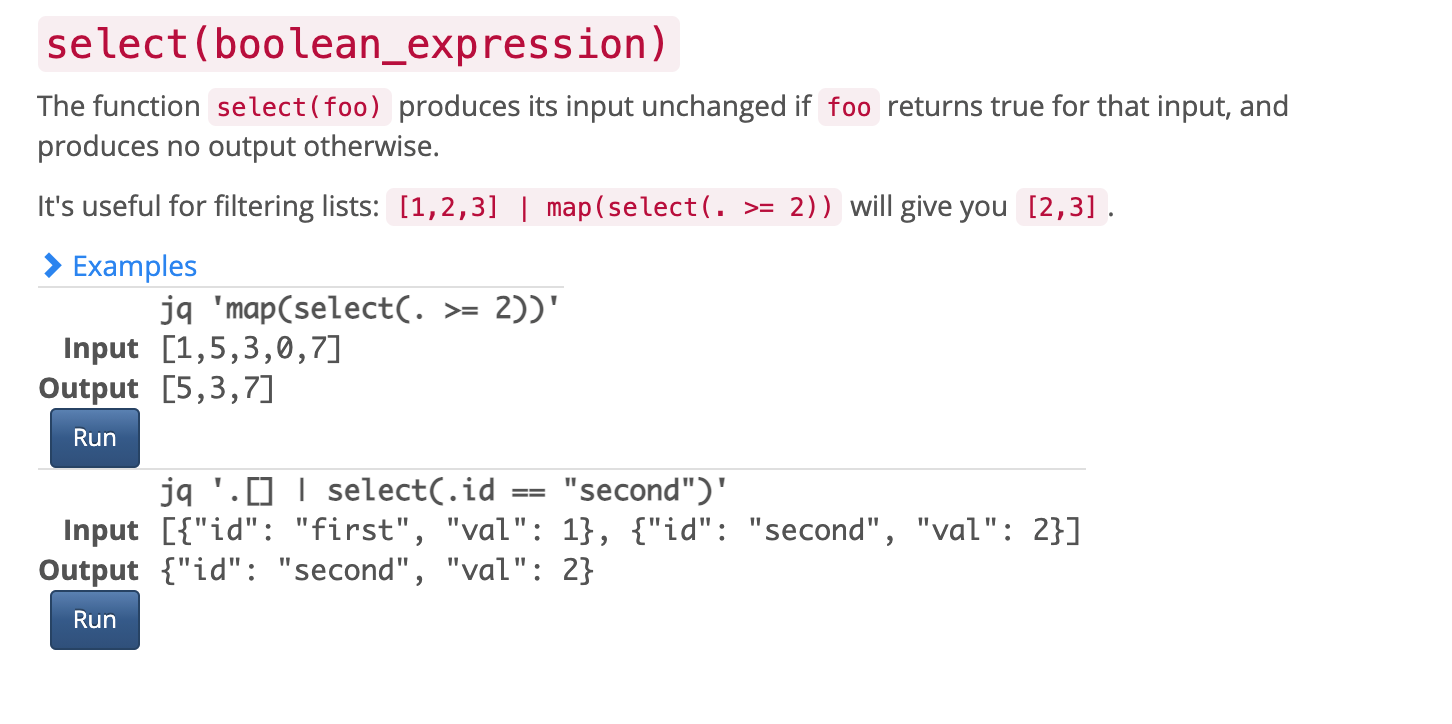 select(boolean_expression)
The function select(foo) produces its input unchanged if foo returns true for that input, and
produces no output otherwise.
It's useful for filtering lists: [1,2,3] | map(select(. >= 2)) will give you [2,3].
Examples
jq 'map(select(. >= 2))'
Input [1,5,3,0,7]
Output [5,3,7]
Run
jq '.[] | select(.id == "second")'
Input [{"id": "first", "val": 1}, {"id": "second", "val": 2}]
Output {"id": "second", "val": 2}
Run